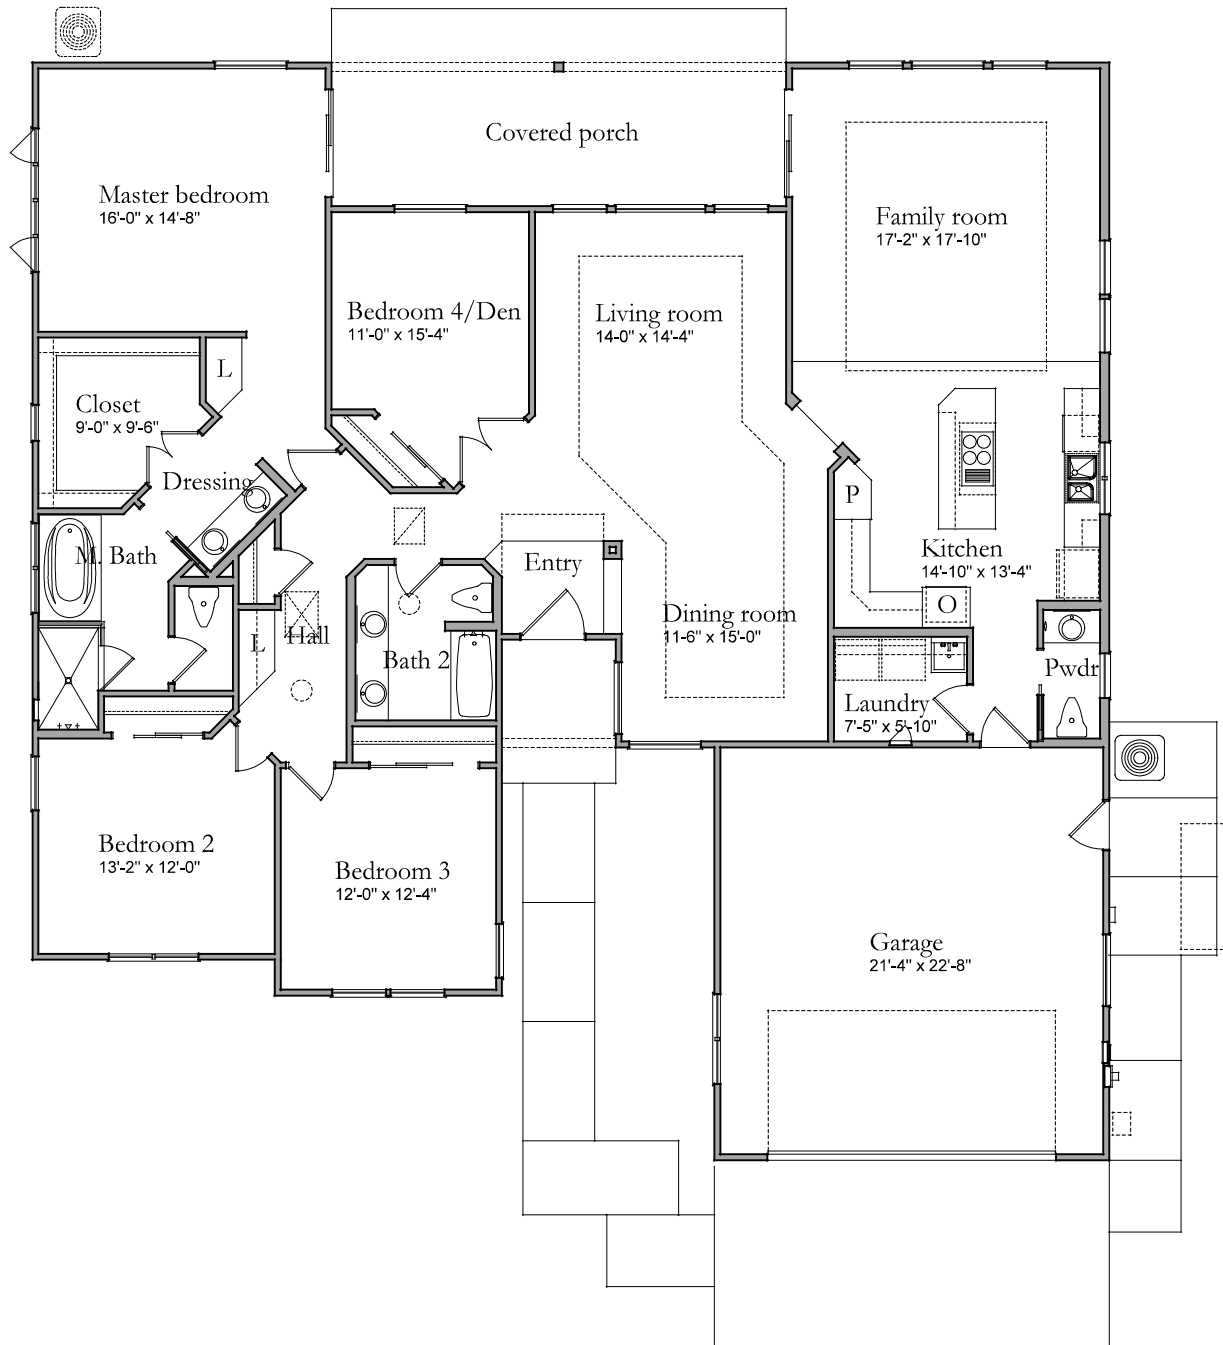 Covered porch
Master bedroom
16'-0" x 14'-8"
Family room
17'-2" x 17'-10"
Bedroom 4/Den
11'-0" x 15'-4"
Living room
14-0" x 14'-4"
L
Closet
9'-0" x 9'-6"
Dressing
P
M. Bath
Entry
Kitchen
14'-10" x 13'-4"
O
Dining room
11-6" x 15'-0"
L
Hall
Bath 2
Pwdr
Laundry
7'-5" x 5'-10"
Bedroom 2
13'-2" x 12'-0"
Bedroom 3
12'-0" x 12'-4"
Garage
21'-4" x 22'-8"